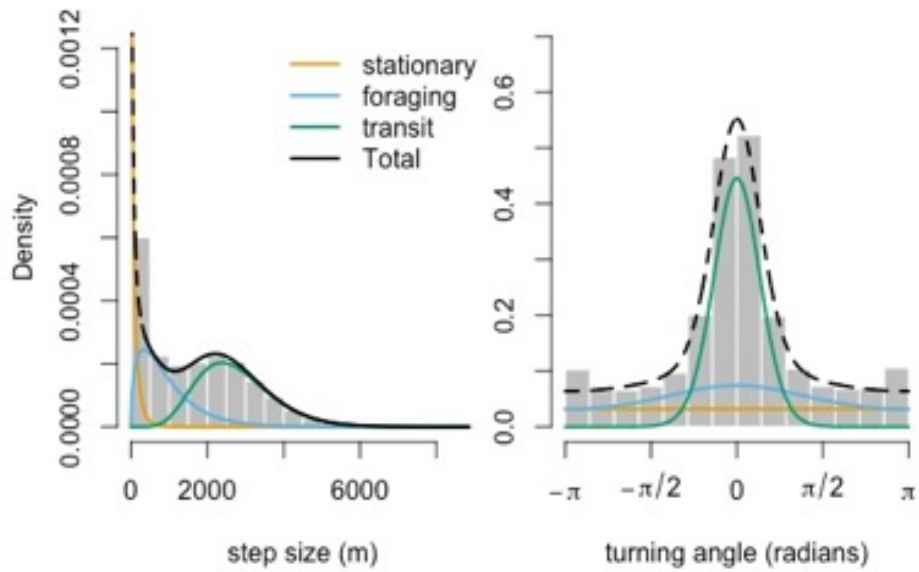 Density
0.0000
0.0004
0.0008
0.0012
stationary
foraging
transit
Total
0
2000
6000
step size (m)
0.0
0.2
0.4
0.6
−π
−π/2
0
π/2
π
turning angle (radians)